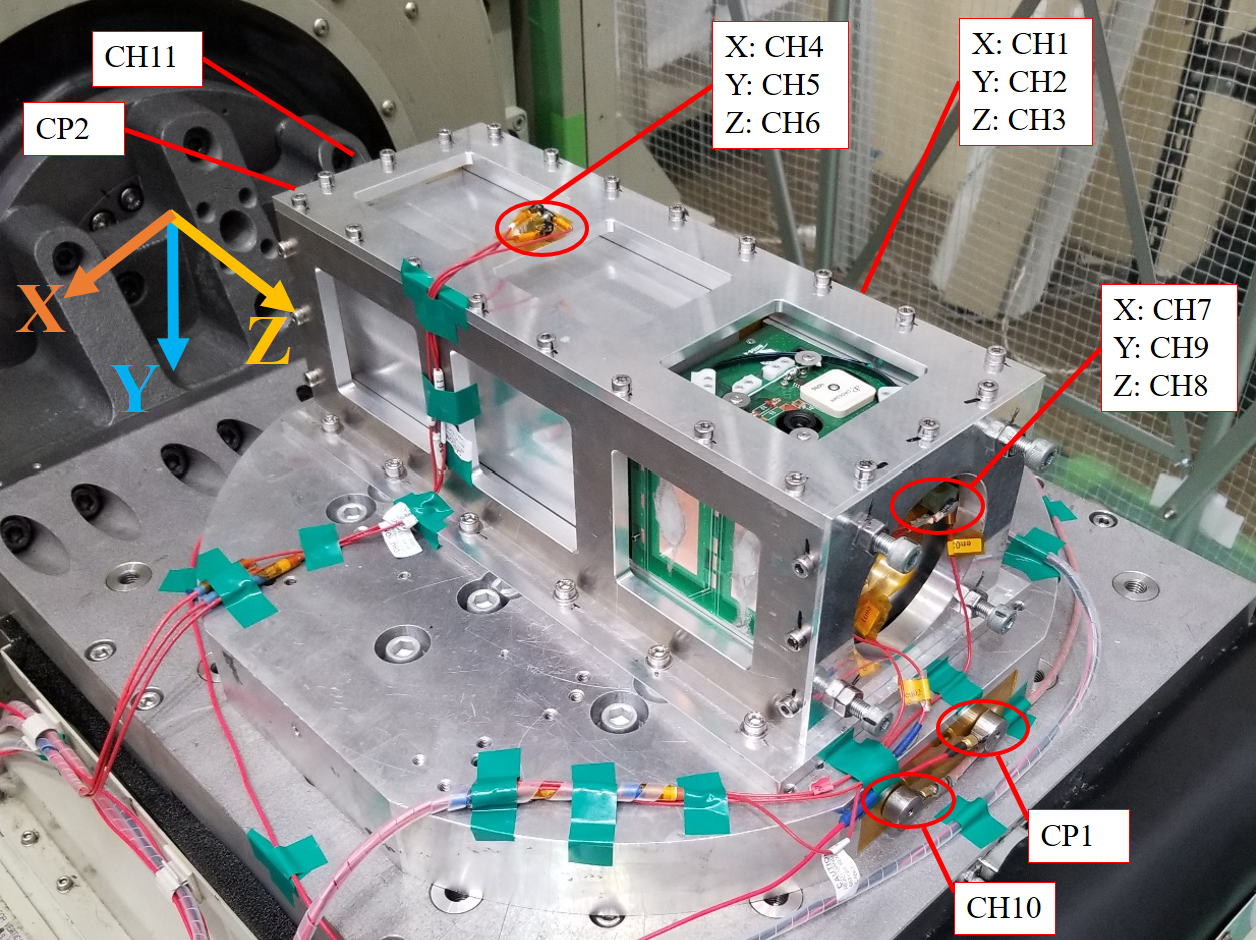 CH11
CP2
X: CH4
Y: CH5
Z: CH6
X: CH1
Y: CH2
Z: CH3
X: CH7
Y: CH9
Z: CH8
X
Y
Z
CP1
CH10